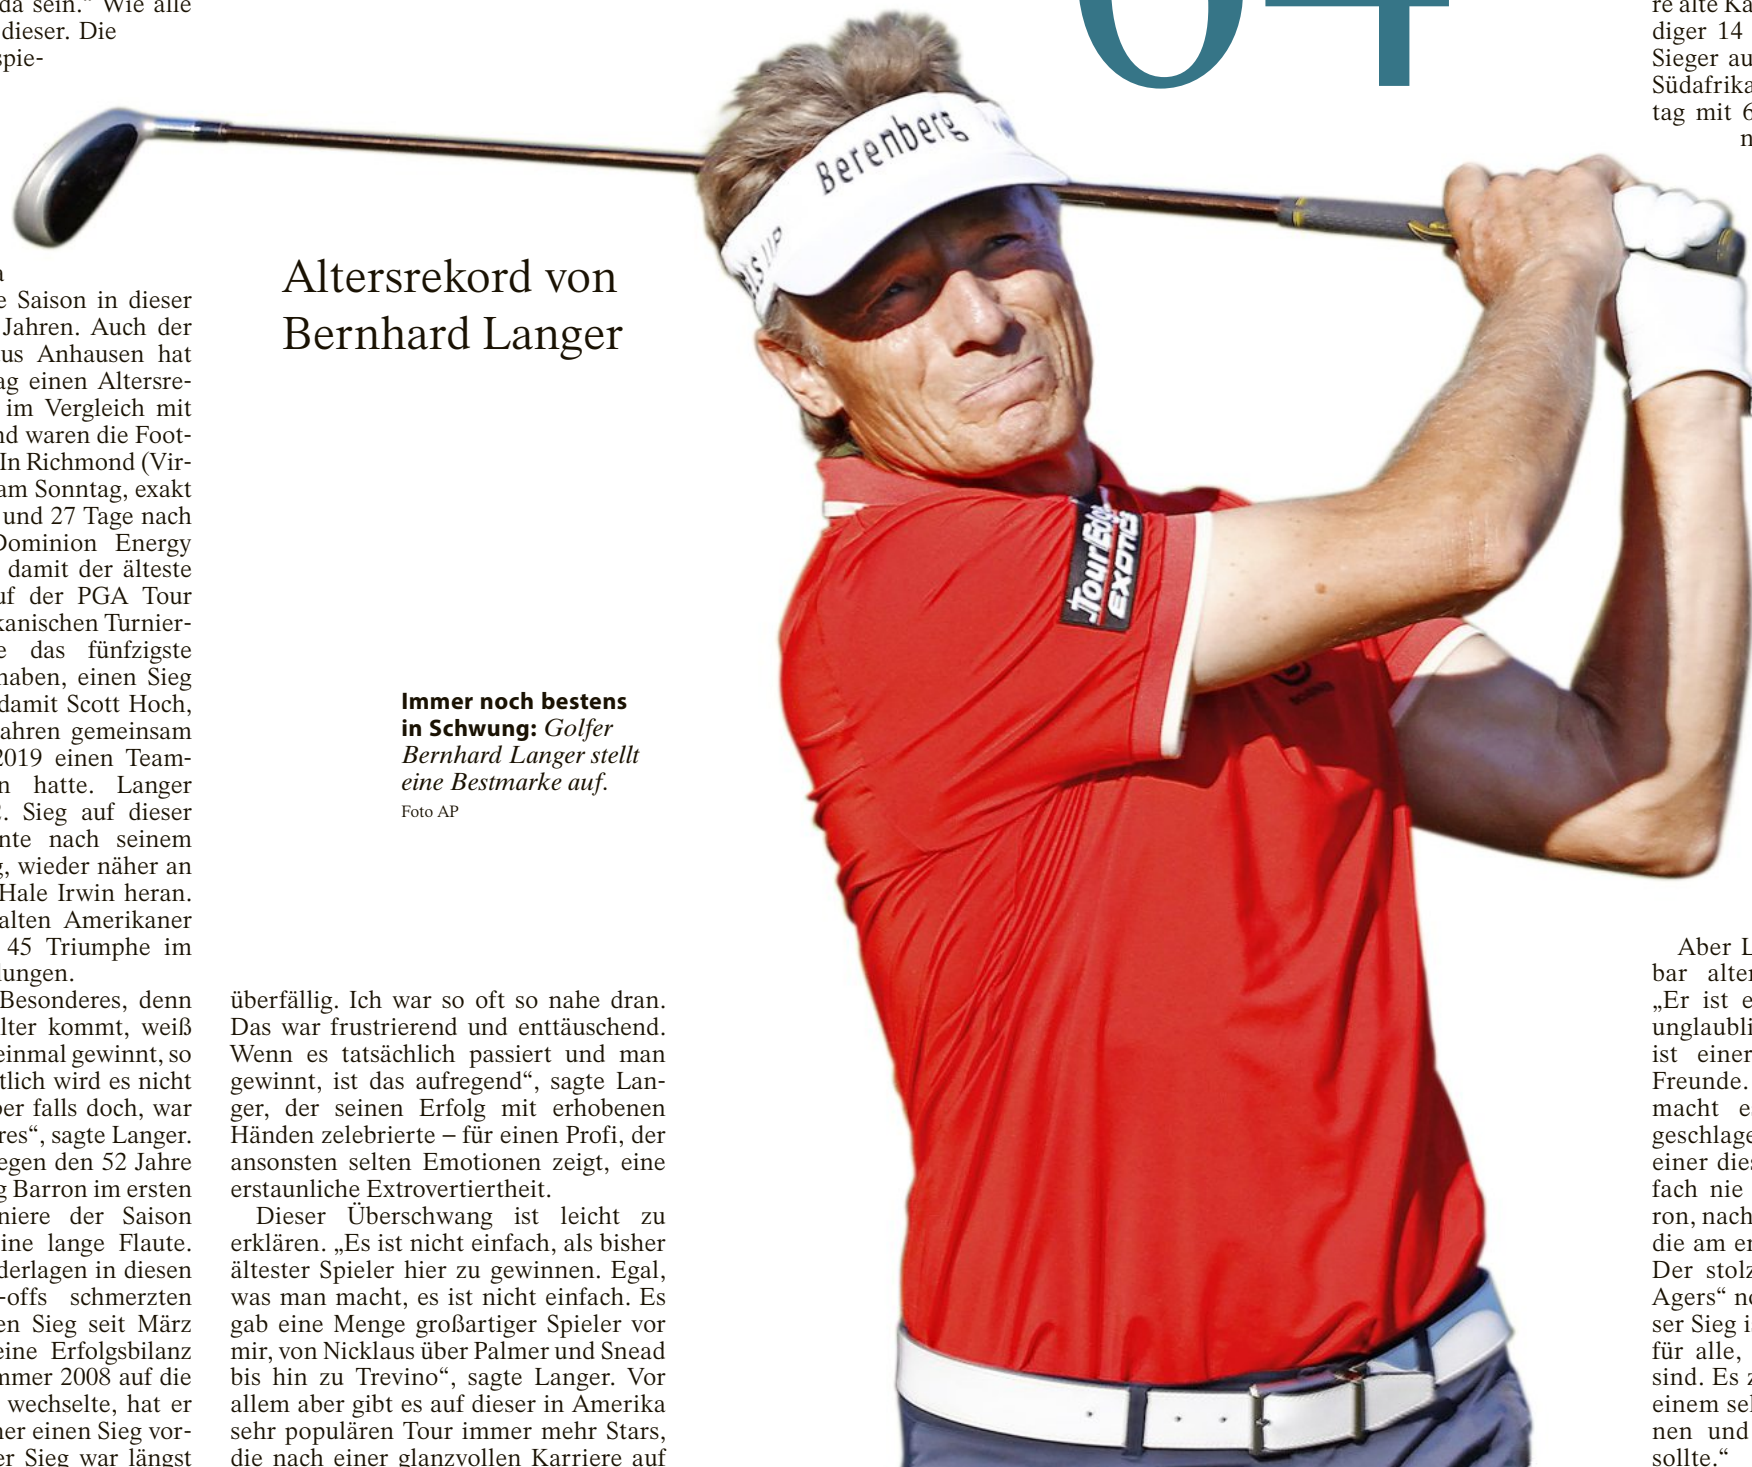 da sein.“ Wie alle
dieser. Die
spie-
e Saison in dieser
Jahren. Auch der
us Anhausen hat
ag einen Altersre-
im Vergleich mit
nd waren die Foot-
In Richmond (Vir-
am Sonntag, exakt
und 27 Tage nach
Dominion Energy
damit der älteste
uf der PGA Tour
kanischen Turnier-
e das fünfzigste
haben, einen Sieg
damit Scott Hoch,
ahren gemeinsam
2019 einen Team-
n hatte. Langer
2. Sieg auf dieser
nte nach seinem
g, wieder näher an
Hale Irwin heran.
alten Amerikaner
45 Triumphe im
lungen.
Besonderes, denn
lter kommt, weiß
einmal gewinnt, so
tlich wird es nicht
ber falls doch, war
res“, sagte Langer.
egen den 52 Jahre
g Barron im ersten
niere der Saison
ine lange Flaute.
derlagen in diesen
-offs schmerzten
en Sieg seit März
eine Erfolgsbilanz
mmer 2008 auf die
wechselte, hat er
ner einen Sieg vor-
er Sieg war längst
64
Altersrekord von
Bernhard Langer
Immer noch bestens
in Schwung: Golfer
Bernhard Langer stellt
eine Bestmarke auf.
Foto AP
überfällig. Ich war so oft so nahe dran.
Das war frustrierend und enttäuschend.
Wenn es tatsächlich passiert und man
gewinnt, ist das aufregend“, sagte Lan-
ger, der seinen Erfolg mit erhobenen
Händen zelebrierte – für einen Profi, der
ansonsten selten Emotionen zeigt, eine
erstaunliche Extrovertiertheit.
Dieser Überschwang ist leicht zu
erklären. „Es ist nicht einfach, als bisher
ältester Spieler hier zu gewinnen. Egal,
was man macht, es ist nicht einfach. Es
gab eine Menge großartiger Spieler vor
mir, von Nicklaus über Palmer und Snead
bis hin zu Trevino“, sagte Langer. Vor
allem aber gibt es auf dieser in Amerika
sehr populären Tour immer mehr Stars,
die nach einer glanzvollen Karriere auf
Berenberg
TourEdge
EXOTICS
re alte Ka
diger 14
Sieger au
Südafrika
tag mit 6
n
Aber L
bar alter
„Er ist e
unglaubli
ist einer
Freunde.
macht e
geschlage
einer dies
fach nie
ron, nach
die am er
Der stolz
Agers“ no
ser Sieg i
für alle,
sind. Es z
einem sel
nen und
sollte.“